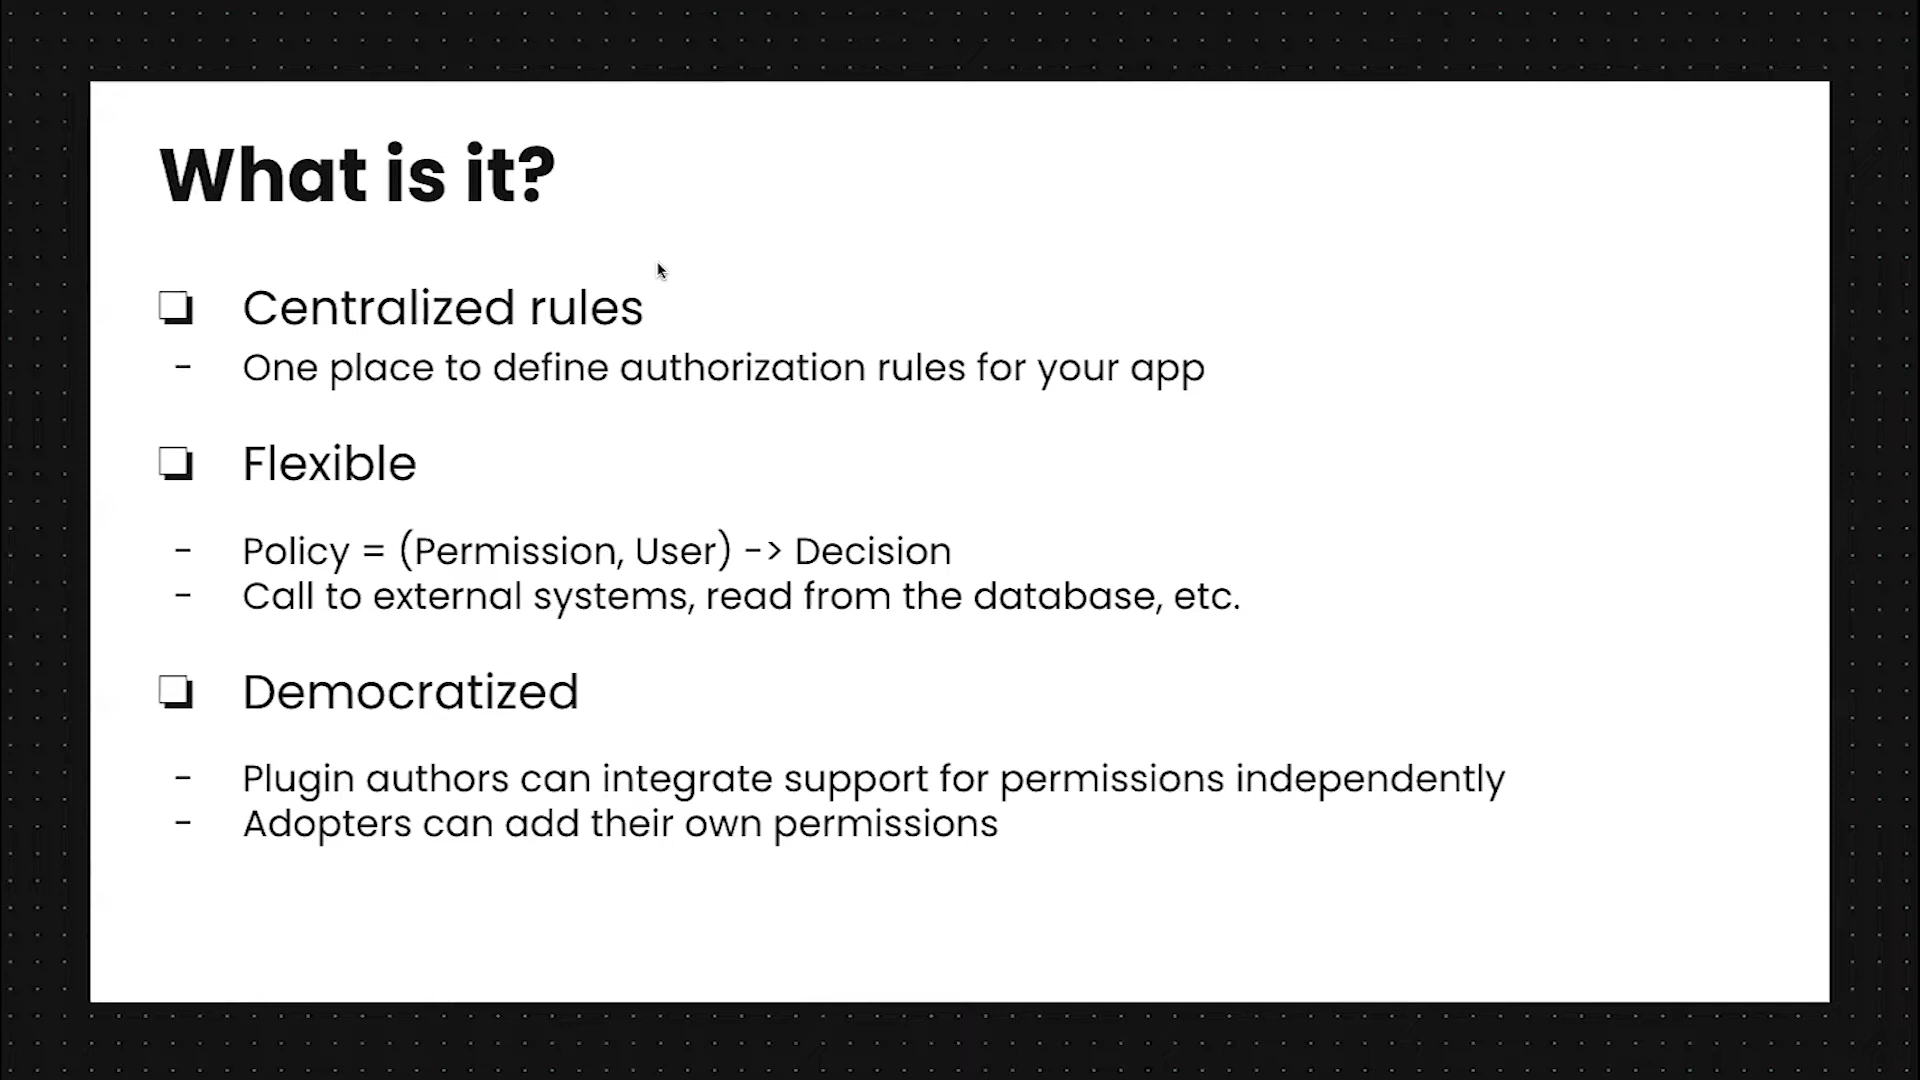 What is it?
❏ Centralized rules
- One place to define authorization rules for your app
❏ Flexible
- Policy = (Permission, User) -> Decision
- Call to external systems, read from the database, etc.
❏ Democratized
- Plugin authors can integrate support for permissions independently
- Adopters can add their own permissions